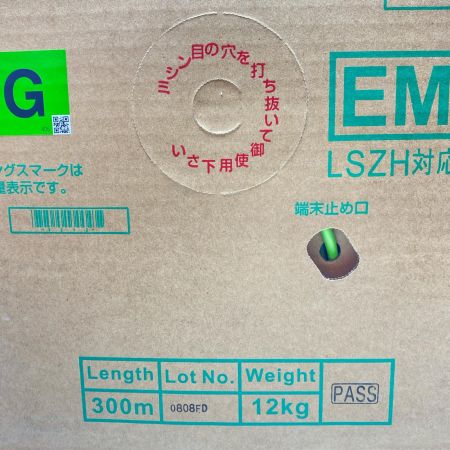 G
EM
LSZH対応
ミシン目の穴を打ち抜いて御使用下さい
ングスマークは
量表示です。
端末止め口
Length Lot No. Weight
300m 0808FD 12kg
PASS